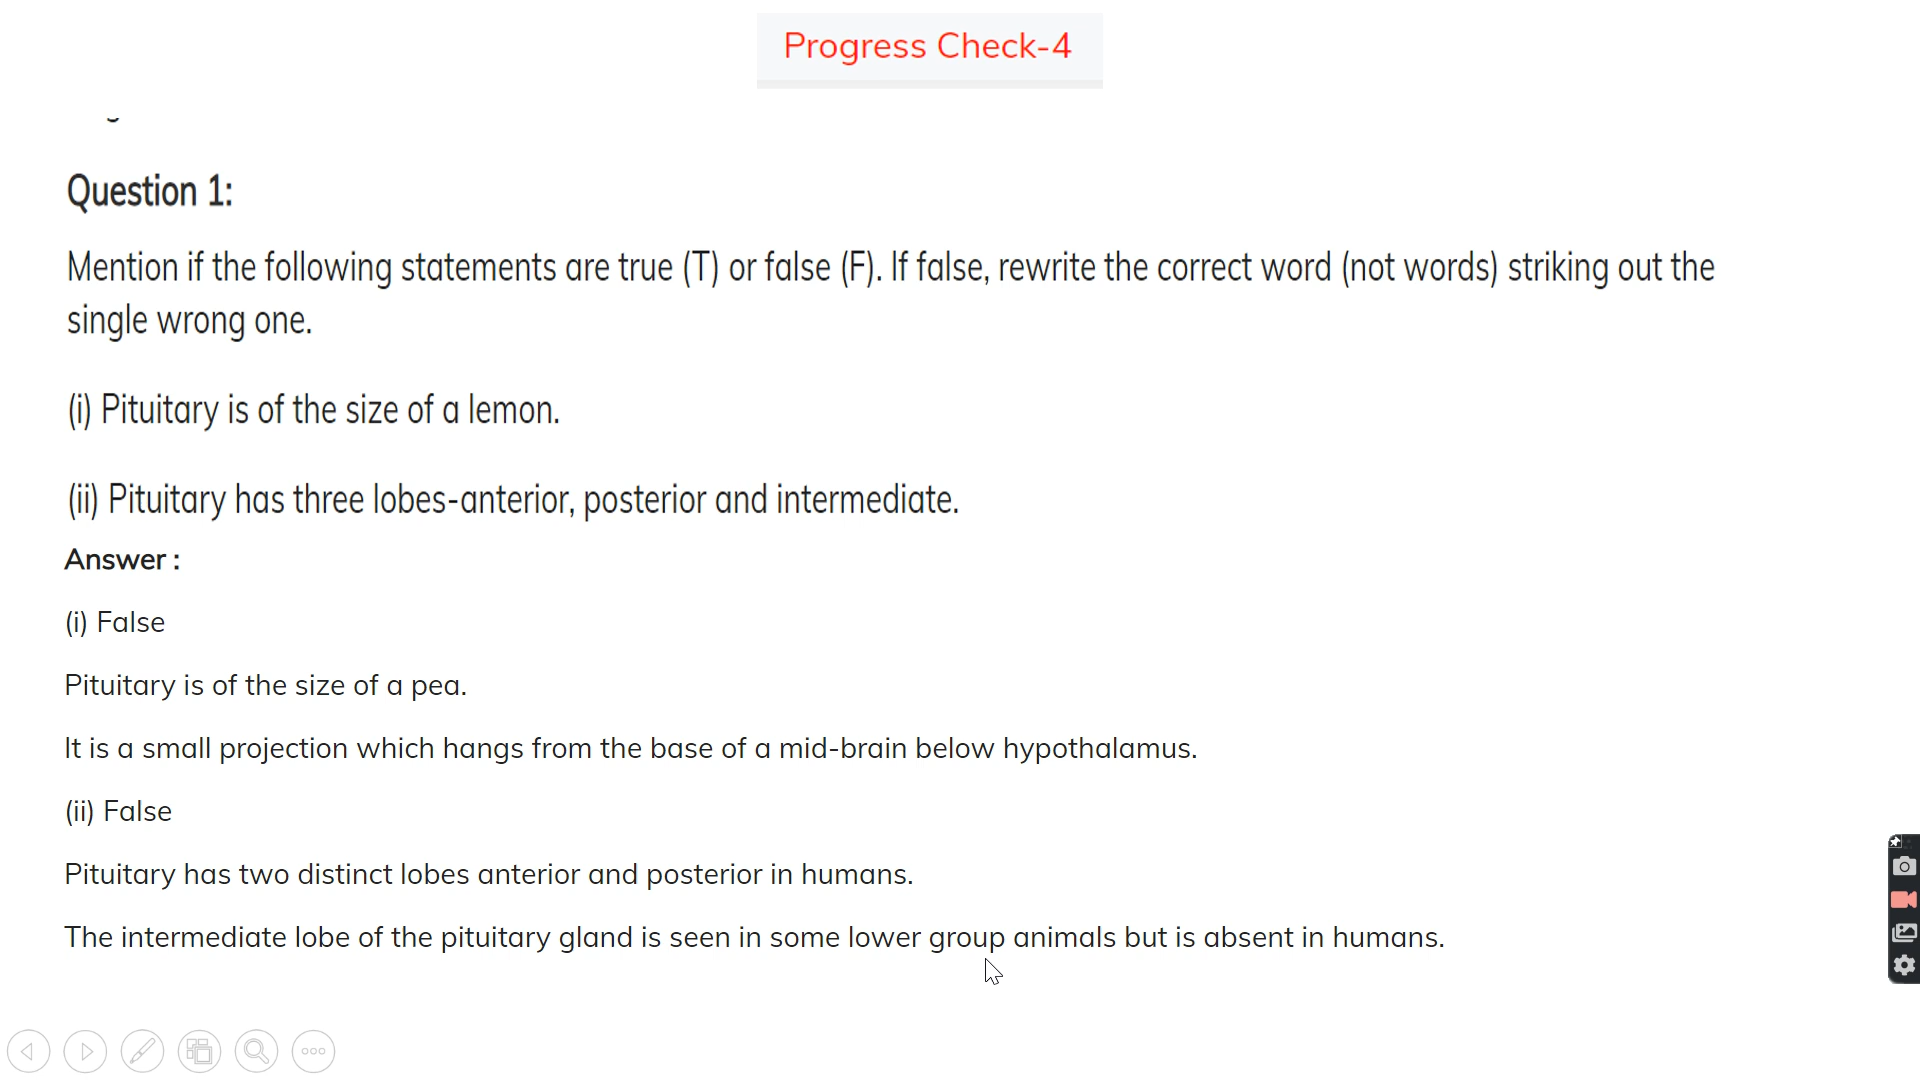 Progress Check-4
Question 1:
Mention if the following statements are true (T) or false (F). If false, rewrite the correct word (not words) striking out the
single wrong one.
(i) Pituitary is of the size of a lemon.
(ii) Pituitary has three lobes-anterior, posterior and intermediate.
Answer :
(i) False
Pituitary is of the size of a pea.
It is a small projection which hangs from the base of a mid-brain below hypothalamus.
(ii) False
Pituitary has two distinct lobes anterior and posterior in humans.
The intermediate lobe of the pituitary gland is seen in some lower group animals but is absent in humans.